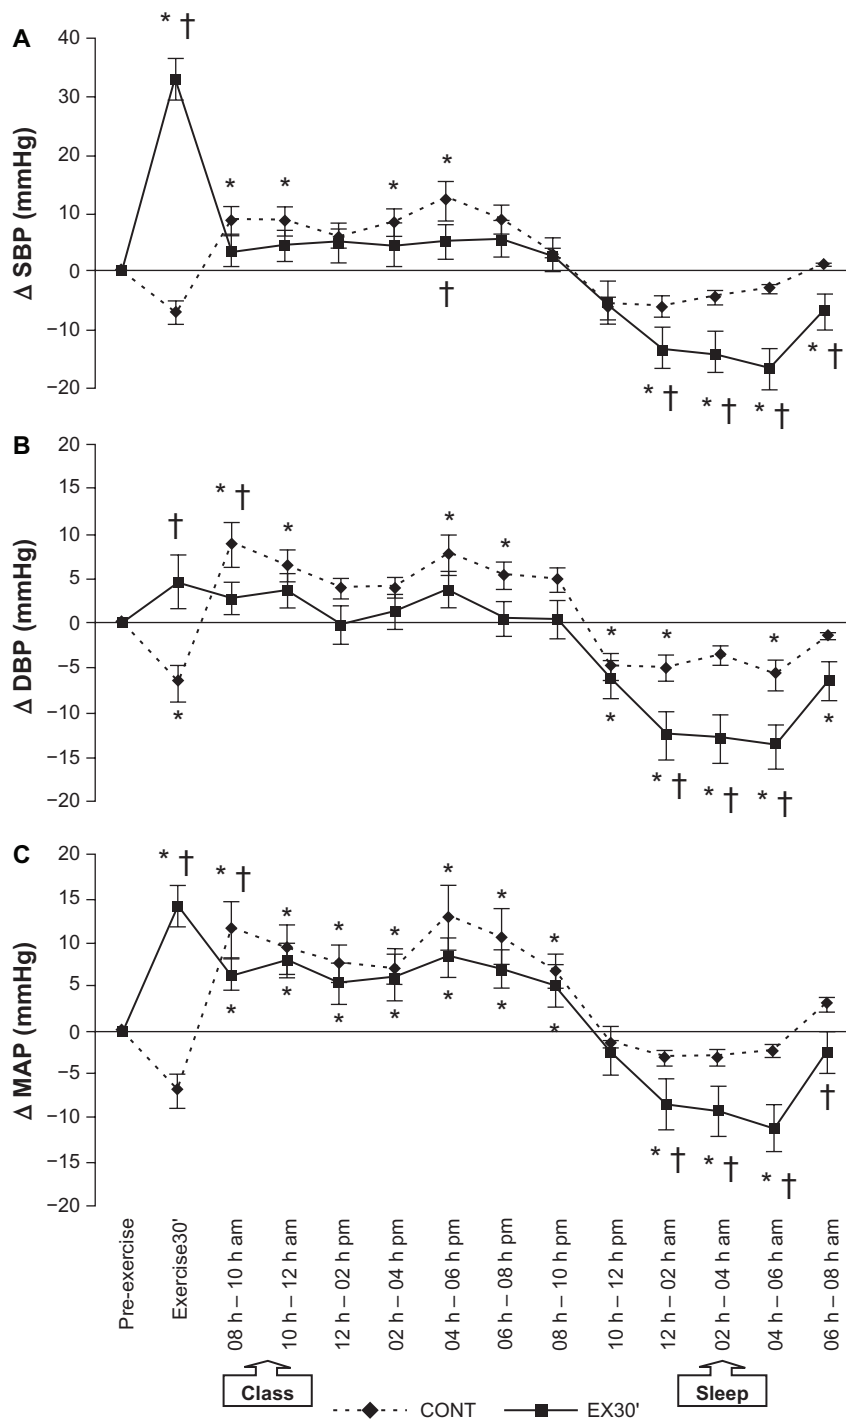 * †
A
40
30
20
10
0
−10
−20
Δ SBP (mmHg)
* * * *
†
* † * † * † * †
B
20
15
10
5
0
−5
−10
−15
−20
Δ DBP (mmHg)
† * † * * *
* * * *
* *
* † * † * †
C
20
15
10
5
0
−5
−10
−15
−20
Δ MAP (mmHg)
* † * † * * * * * *
* * * * * * *
* † * † * † †
Pre-exercise
Exercise30'
08 h – 10 h am
10 h – 12 h am
12 h – 02 h pm
02 h – 04 h pm
04 h – 06 h pm
06 h – 08 h pm
08 h – 10 h pm
10 h – 12 h pm
12 h – 02 h am
02 h – 04 h am
04 h – 06 h am
06 h – 08 h am
Class
Sleep
CONT
EX30'